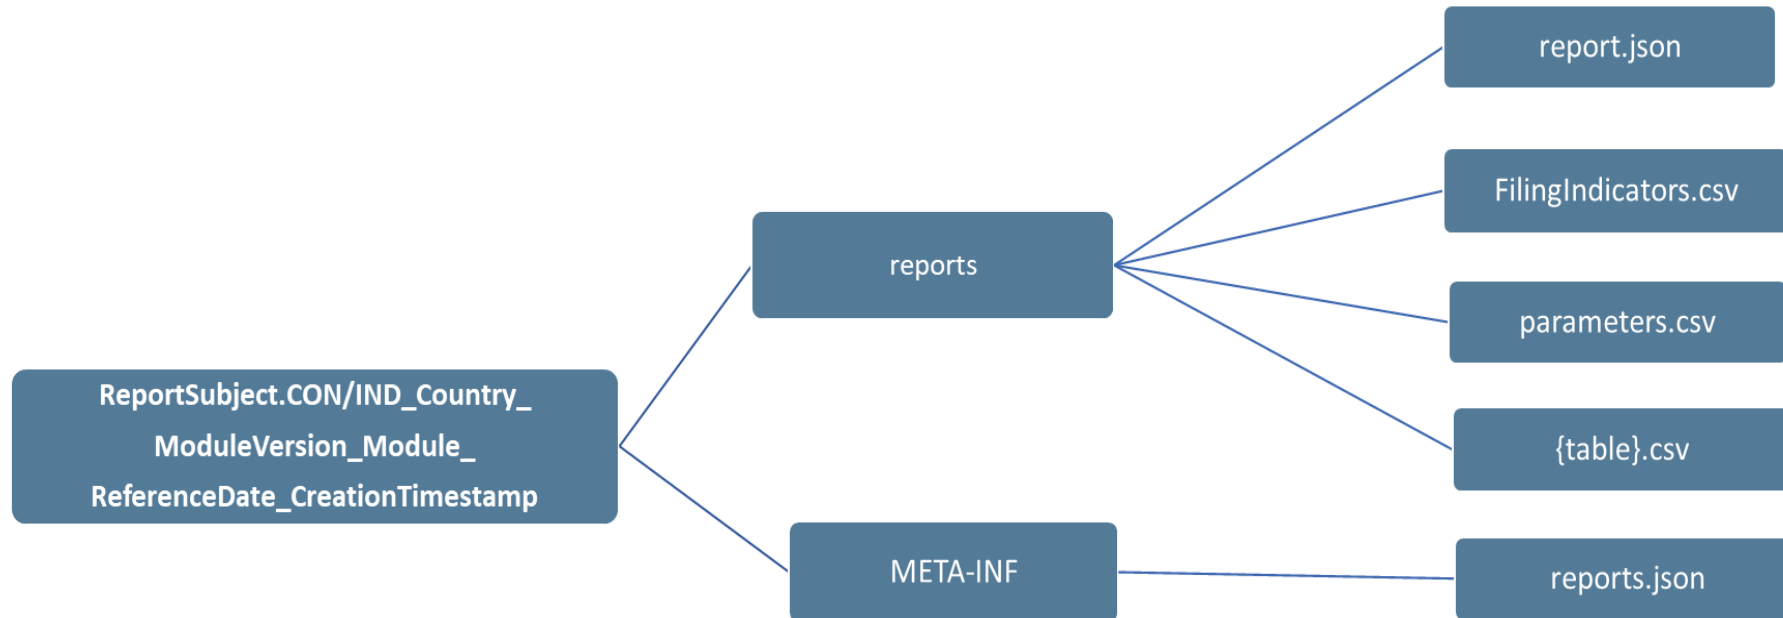 report.json
FilingIndicators.csv
reports
parameters.csv
ReportSubject.CON/IND_Country_
ModuleVersion_Module_
ReferenceDate_CreationTimestamp
{table}.csv
META-INF
reports.json